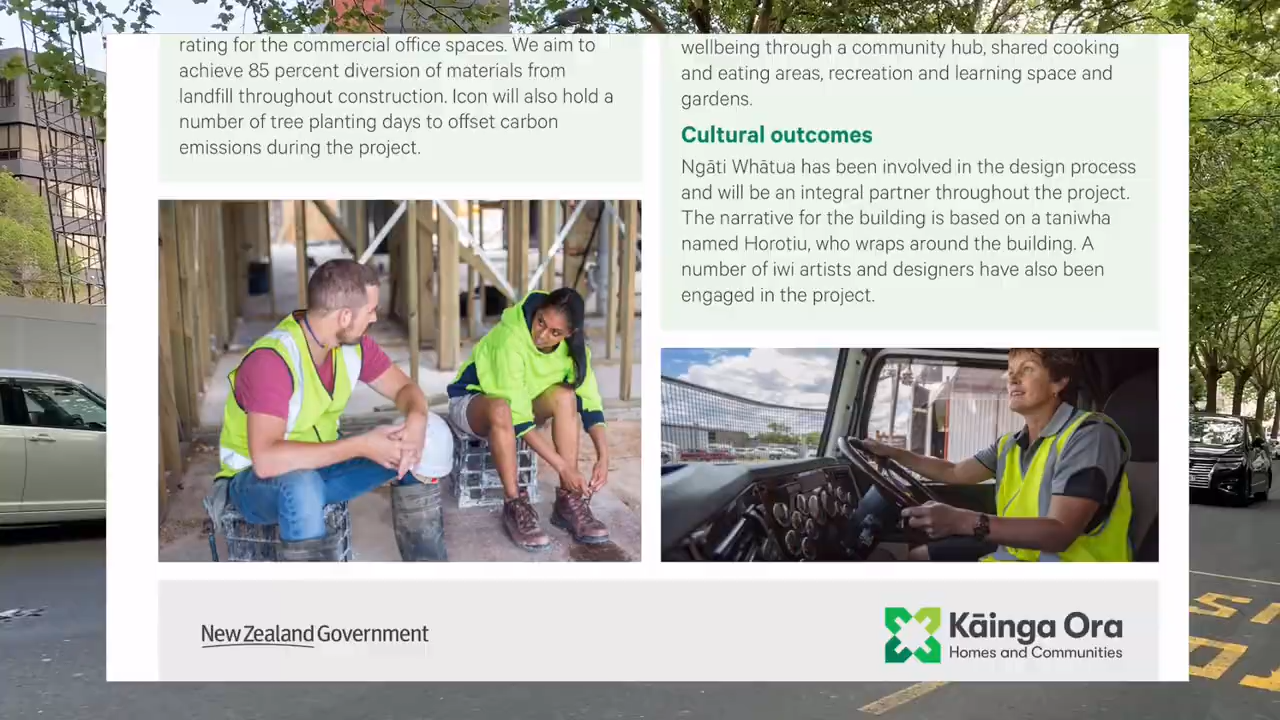 rating for the commercial office spaces. We aim to
achieve 85 percent diversion of materials from
landfill throughout construction. Icon will also hold a
number of tree planting days to offset carbon
emissions during the project.
wellbeing through a community hub, shared cooking
and eating areas, recreation and learning space and
gardens.
Cultural outcomes
Ngāti Whātua has been involved in the design process
and will be an integral partner throughout the project.
The narrative for the building is based on a taniwha
named Horotiu, who wraps around the building. A
number of iwi artists and designers have also been
engaged in the project.
New Zealand Government
Kāinga Ora
Homes and Communities